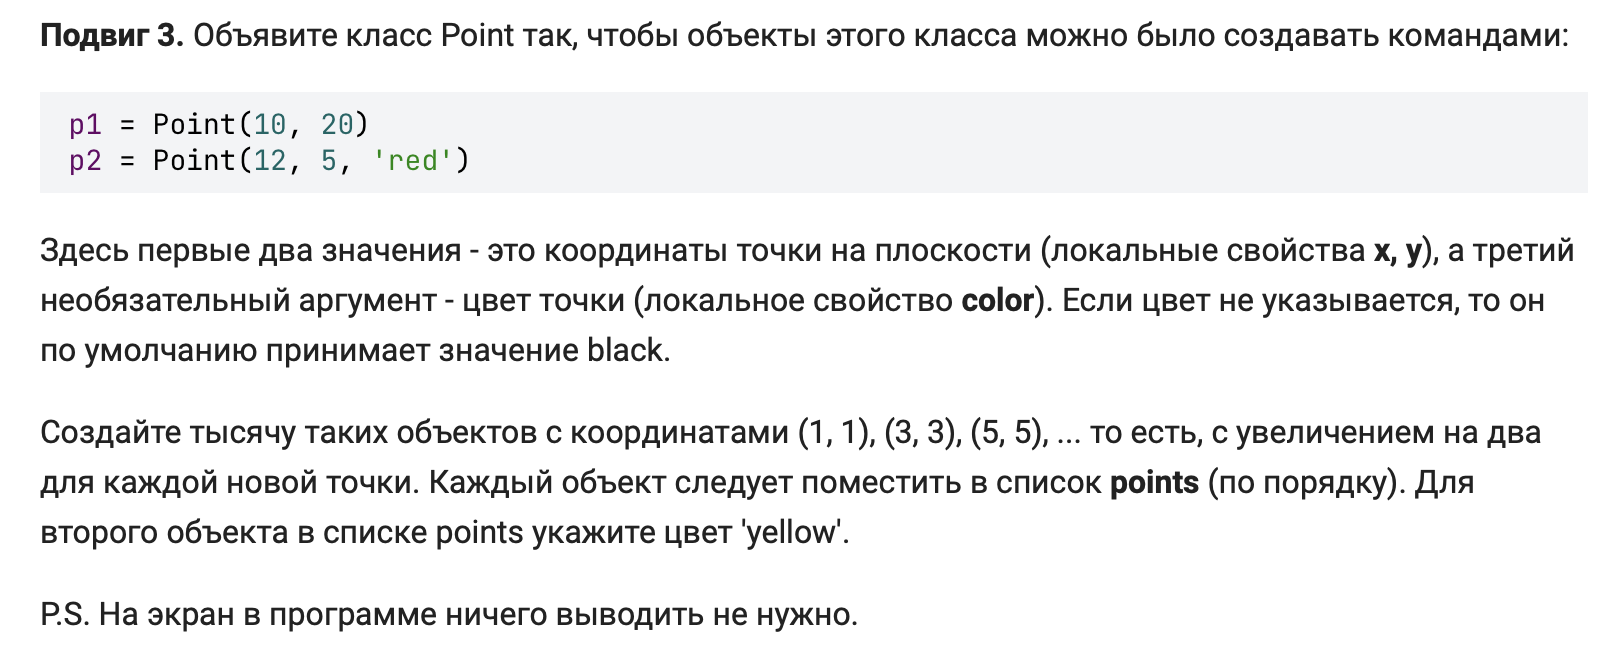 Подвиг 3. Объявите класс Point так, чтобы объекты этого класса можно было создавать командами:
p1 = Point(10, 20)
p2 = Point(12, 5, 'red')
Здесь первые два значения - это координаты точки на плоскости (локальные свойства x, y), а третий
необязательный аргумент - цвет точки (локальное свойство color). Если цвет не указывается, то он
по умолчанию принимает значение black.
Создайте тысячу таких объектов с координатами (1, 1), (3, 3), (5, 5), ... то есть, с увеличением на два
для каждой новой точки. Каждый объект следует поместить в список points (по порядку). Для
второго объекта в списке points укажите цвет 'yellow'.
P.S. На экран в программе ничего выводить не нужно.